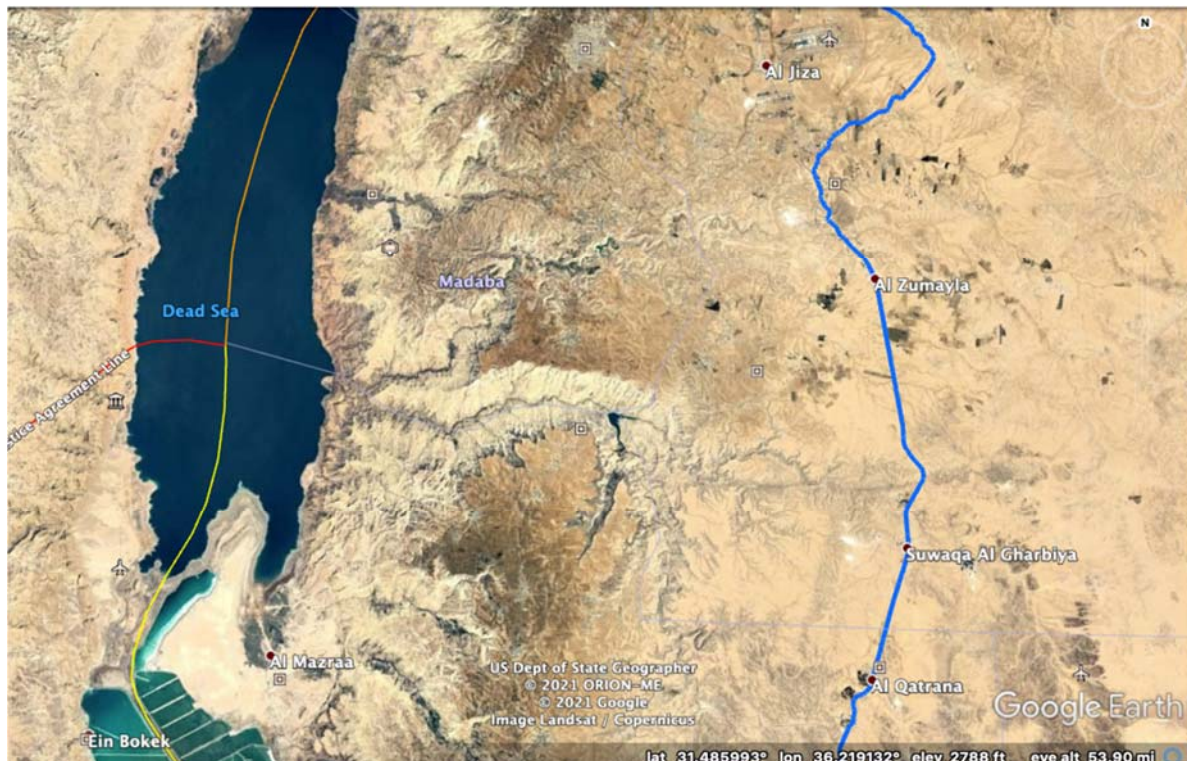 N
Al Jiza
Madaba
Al Zumayla
Dead Sea
stice Agreement Line
Suwaqa Al Gharbiya
Al Mazraa
US Dept of State Geographer
© 2021 ORION-ME
© 2021 Google
Image Landsat / Copernicus
Al Qatrana
Google Earth
Ein Bokek
lat 31.485993° lon 36.219132° elev 2788 ft eye alt 53.90 mi